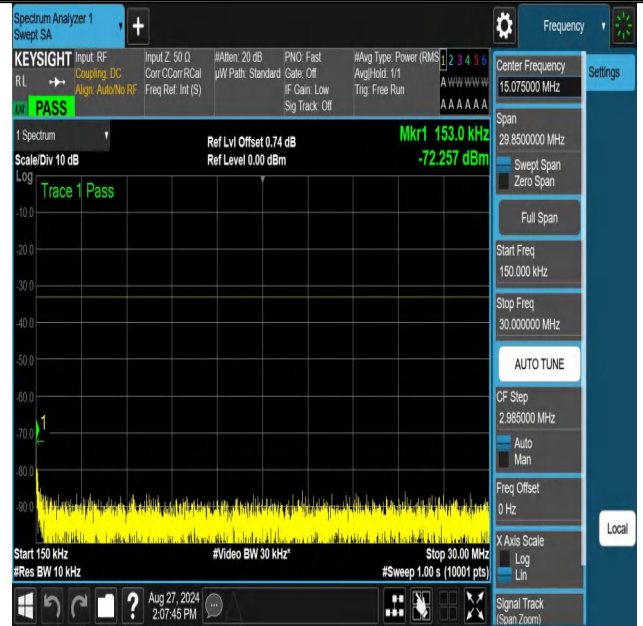 Spectrum Analyzer 1
Swept SA
Frequency
KEYSIGHT
RL
LXI
PASS
Input: RF
Coupling: DC
Align: Auto/No RF
Input Z: 50 Ω
Corr CCorr RCal
Freq Ref: Int (S)
#Atten: 20 dB
µW Path: Standard
PNO: Fast
Gate: Off
IF Gain: Low
Sig Track: Off
#Avg Type: Power (RMS
Avg|Hold: 1/1
Trig: Free Run
1 2 3 4 5 6
A W W W W W
A A A A A A
1 Spectrum
Scale/Div 10 dB
Log
Ref Lvl Offset 0.74 dB
Ref Level 0.00 dBm
Mkr1 153.0 kHz
-72.257 dBm
Trace 1 Pass
-10.0
-20.0
-30.0
-40.0
-50.0
-60.0
1
-70.0
-80.0
-90.0
Start 150 kHz
#Res BW 10 kHz
#Video BW 30 kHz*
Stop 30.00 MHz
#Sweep 1.00 s (10001 pts)
Center Frequency
15.075000 MHz
Settings
Span
29.8500000 MHz
Swept Span
Zero Span
Full Span
Start Freq
150.000 kHz
Stop Freq
30.000000 MHz
AUTO TUNE
CF Step
2.985000 MHz
Auto
Man
Freq Offset
0 Hz
X Axis Scale
Log
Lin
Local
Signal Track
(Span Zoom)
?
Aug 27, 2024
2:07:45 PM